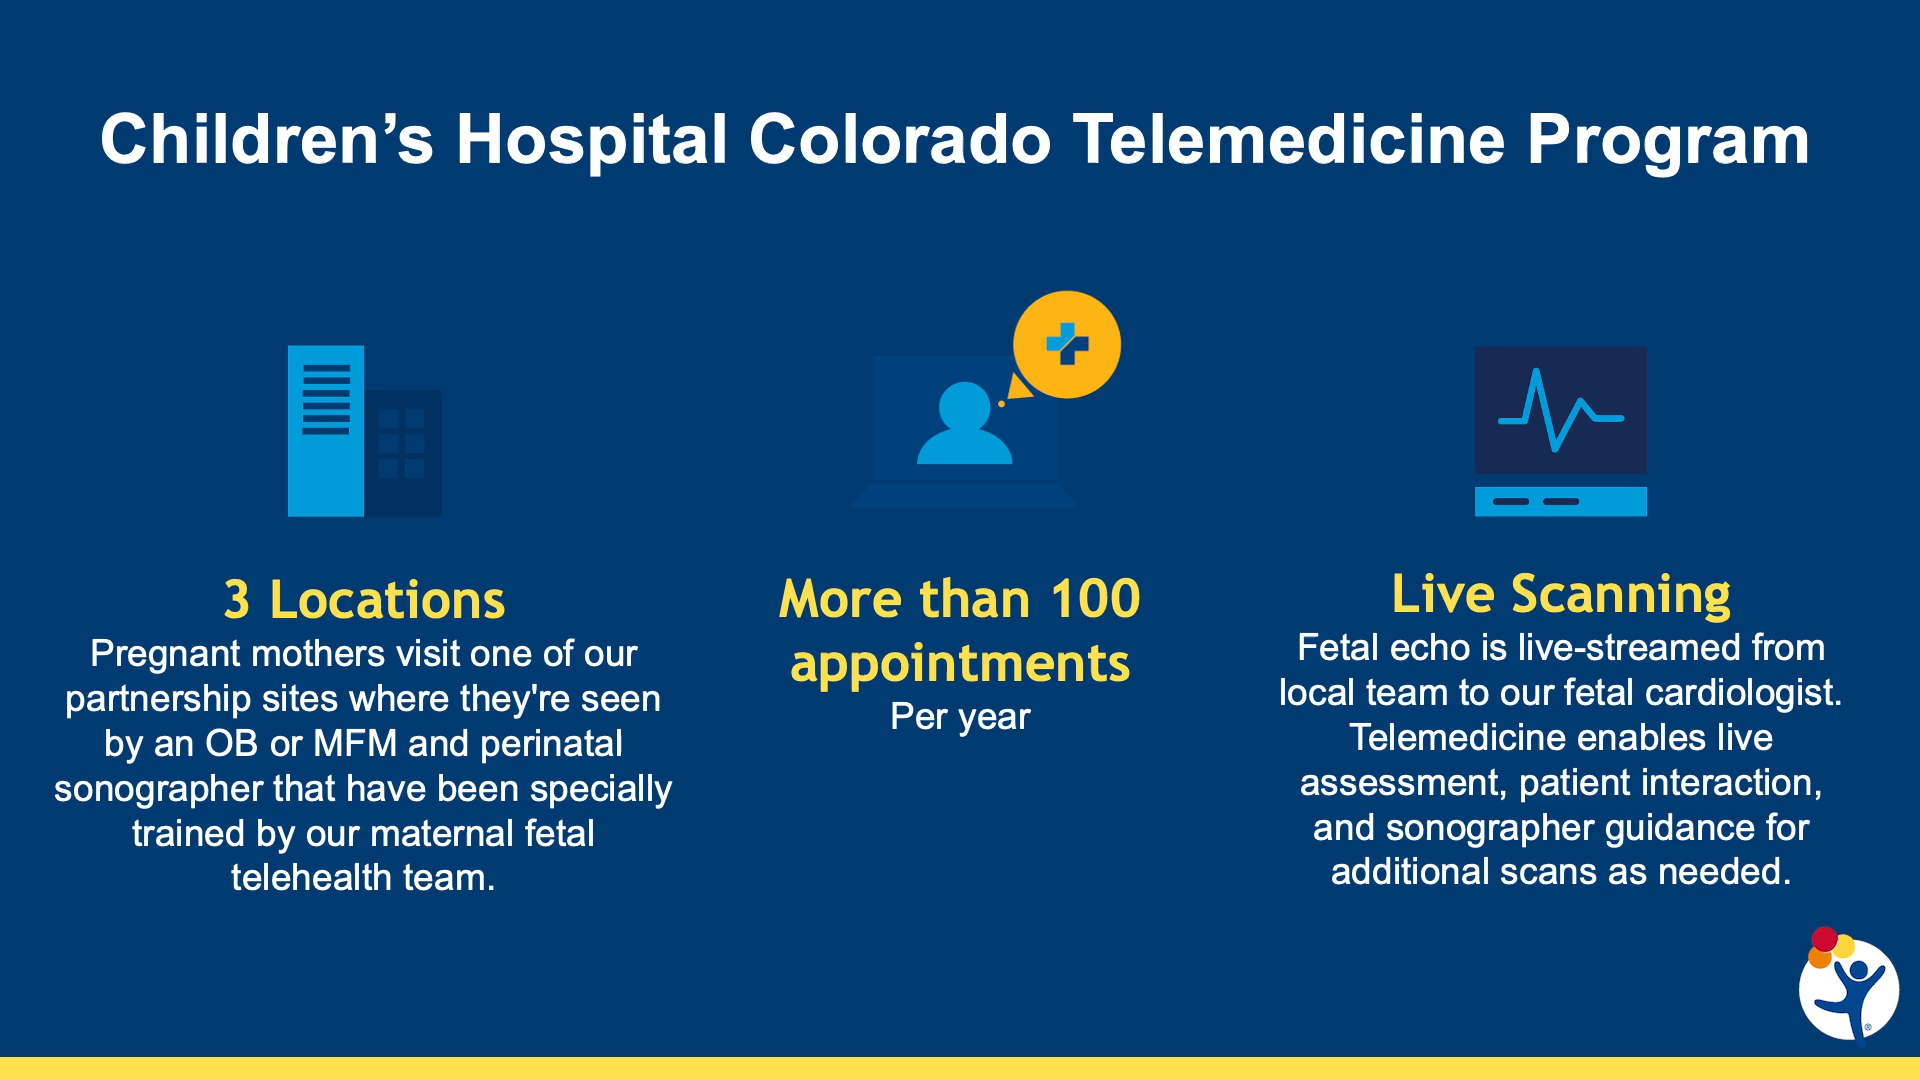 Children’s Hospital Colorado Telemedicine Program
3 Locations
Pregnant mothers visit one of our
partnership sites where they're seen
by an OB or MFM and perinatal
sonographer that have been specially
trained by our maternal fetal
telehealth team.
More than 100
appointments
Per year
Live Scanning
Fetal echo is live-streamed from
local team to our fetal cardiologist.
Telemedicine enables live
assessment, patient interaction,
and sonographer guidance for
additional scans as needed.
®